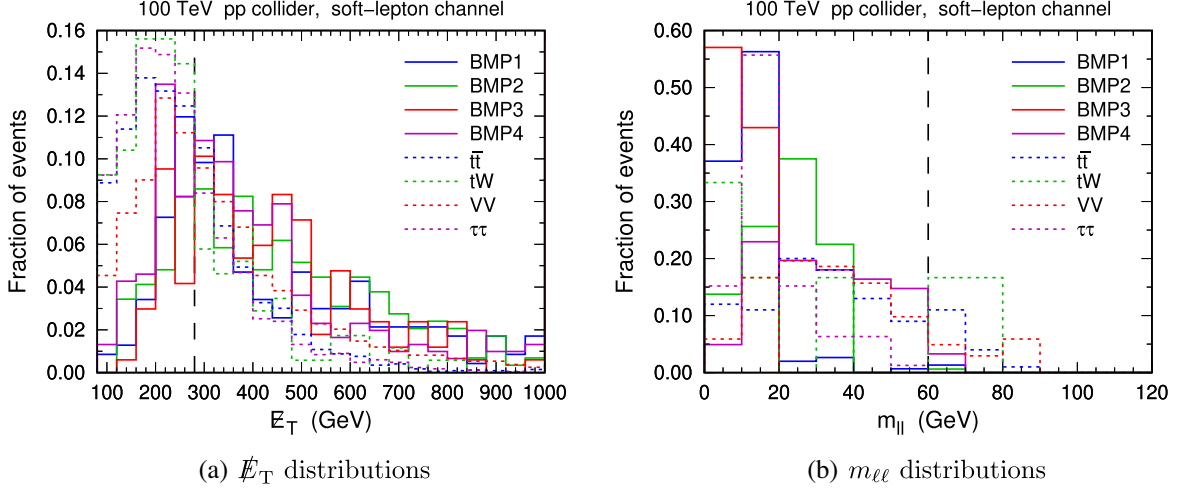 100 TeV pp collider, soft-lepton channel
Fraction of events
0.16
0.14
0.12
0.10
0.08
0.06
0.04
0.02
0.00
BMP1
BMP2
BMP3
BMP4
tt̅
tW
VV
ττ
100 200 300 400 500 600 700 800 900 1000
E̸_T (GeV)
(a) E̸_T distributions
100 TeV pp collider, soft-lepton channel
Fraction of events
0.60
0.50
0.40
0.30
0.20
0.10
0.00
BMP1
BMP2
BMP3
BMP4
tt̅
tW
VV
ττ
0 20 40 60 80 100 120
m_ll (GeV)
(b) m_ℓℓ distributions